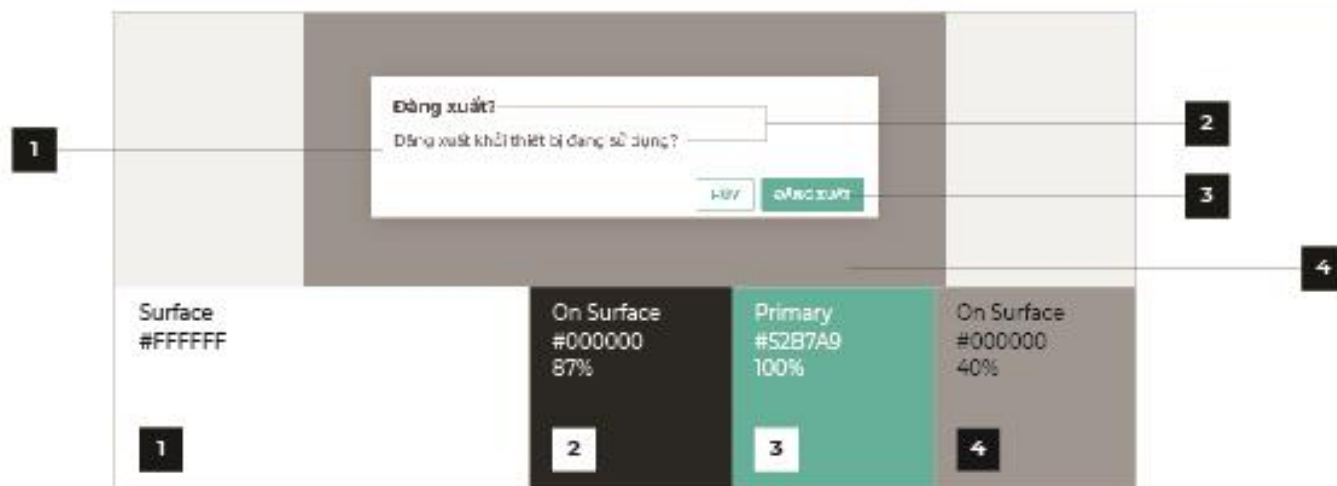 Đăng xuất?
Đăng xuất khỏi thiết bị đang sử dụng?
HỦY
ĐĂNG XUẤT
1
2
3
4
Surface
#FFFFFF
1
On Surface
#000000
87%
2
Primary
#52B7A9
100%
3
On Surface
#000000
40%
4